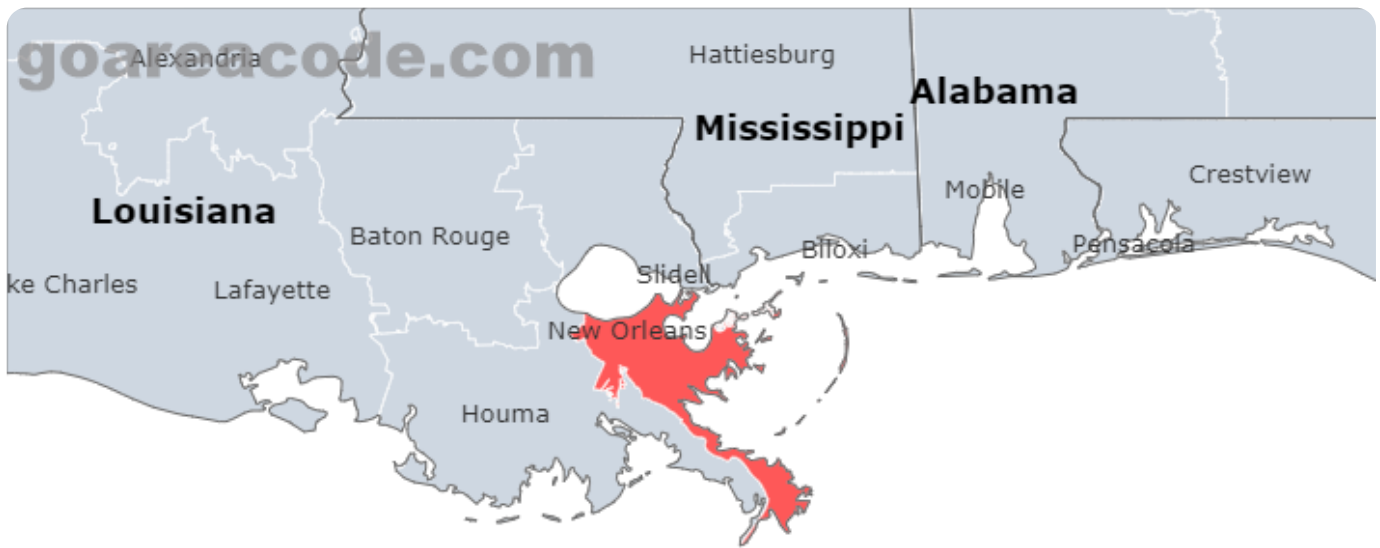 goareacode.com
Alexandria
Hattiesburg
Alabama
Mississippi
Crestview
Mobile
Louisiana
Baton Rouge
Pensacola
Biloxi
Slidell
ke Charles
Lafayette
New Orleans
Houma